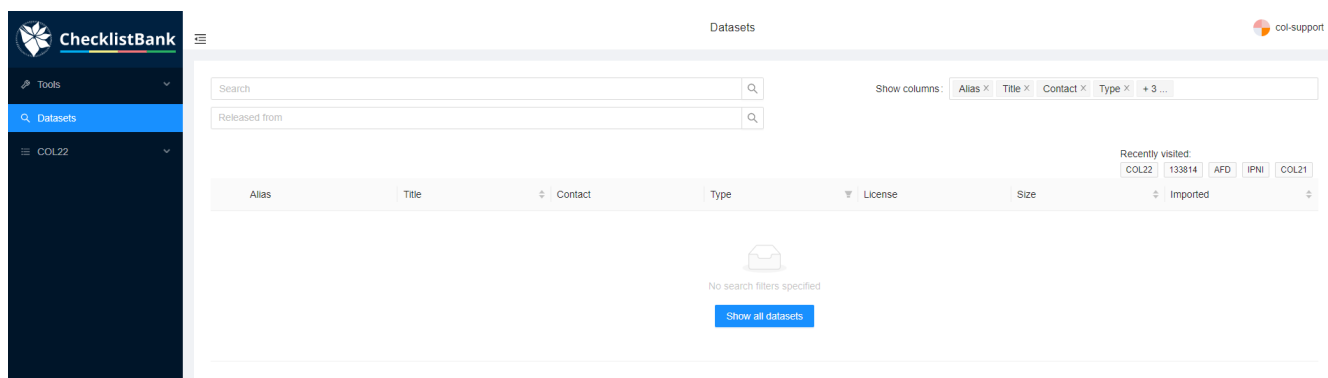 ChecklistBank
Datasets
col-support
Tools
Datasets
COL22
Search
Show columns: Alias × Title × Contact × Type × + 3 ...
Released from
Recently visited:
COL22 133814 AFD IPNI COL21
Alias Title Contact Type License Size Imported
No search filters specified
Show all datasets